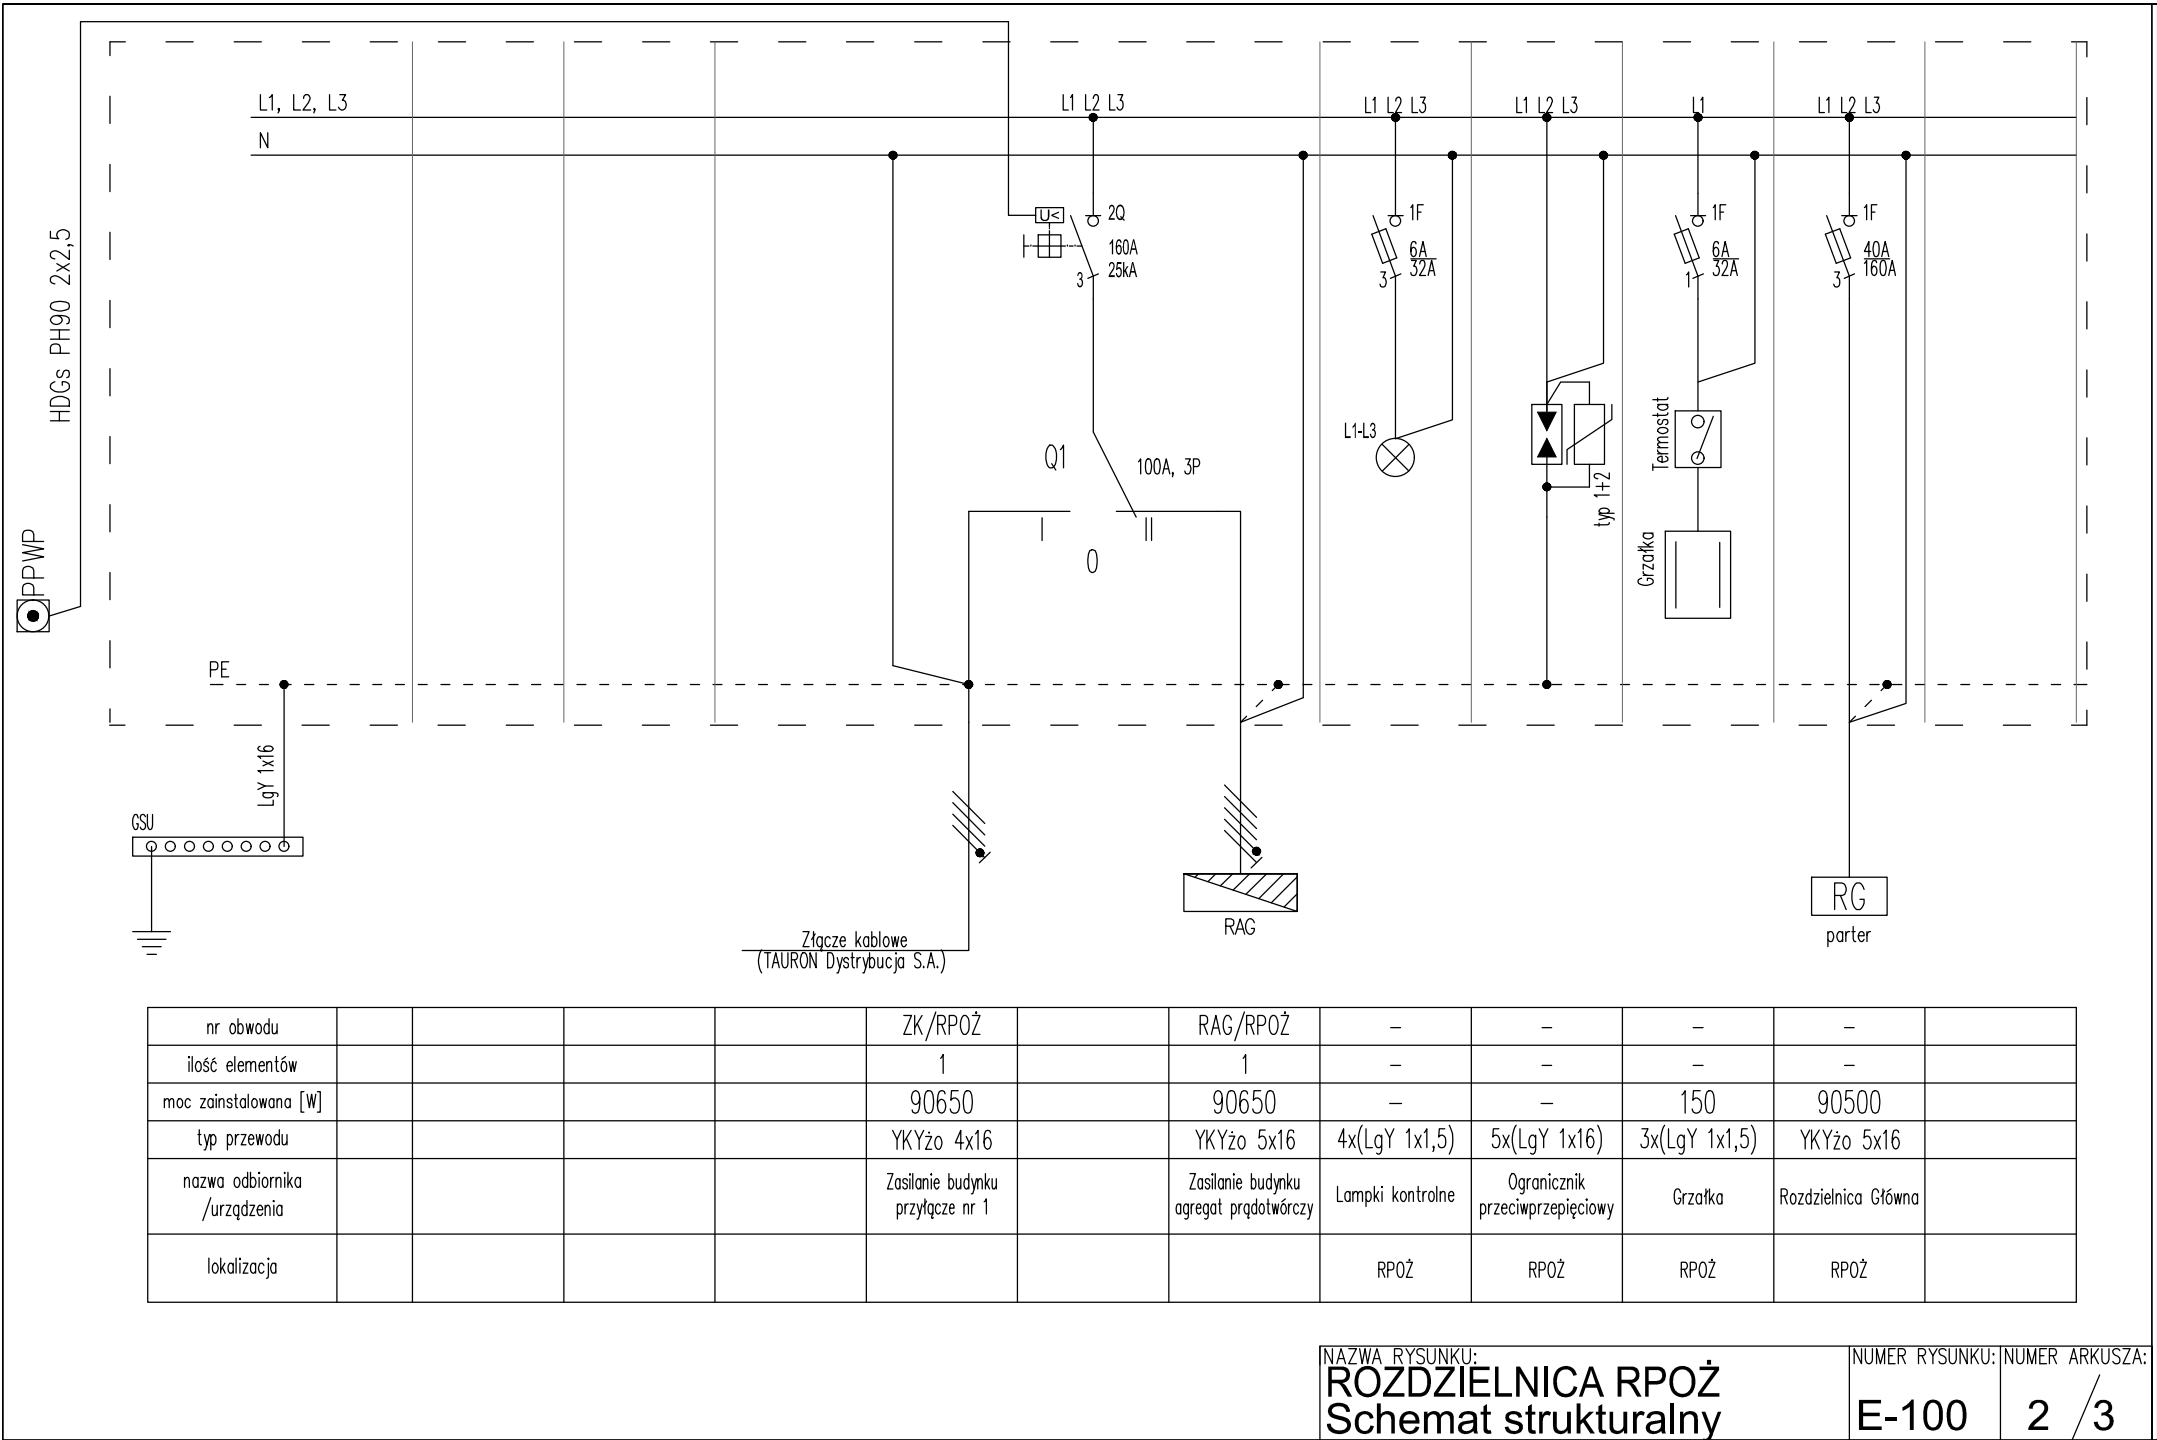 L1, L2, L3
N
L1 L2 L3
L1 L2 L3
L1 L2 L3
L1
L1 L2 L3
HDGs PH90 2x2,5
PPWP
U<
2Q
160A
25kA
3
1F
6A
32A
3
1F
6A
32A
1
1F
40A
160A
3
Q1
100A, 3P
I
II
0
L1-L3
typ 1+2
Termostat
Grzałka
PE
LgY 1x16
GSU
Złącze kablowe
(TAURON Dystrybucja S.A.)
RAG
RG
parter
nr obwodu ZK/RPOŻ RAG/RPOŻ - - - -
ilość elementów 1 1 - - - -
moc zainstalowana [W] 90650 90650 - - 150 90500
typ przewodu YKYżo 4x16 YKYżo 5x16 4x(LgY 1x1,5) 5x(LgY 1x16) 3x(LgY 1x1,5) YKYżo 5x16
nazwa odbiornika
/urządzenia
Zasilanie budynku
przyłącze nr 1
Zasilanie budynku
agregat prądotwórczy
Lampki kontrolne
Ogranicznik
przeciwprzepięciowy
Grzałka
Rozdzielnica Główna
lokalizacja RPOŻ RPOŻ RPOŻ RPOŻ
NAZWA RYSUNKU:
ROZDZIELNICA RPOŻ
Schemat strukturalny
NUMER RYSUNKU:
E-100
NUMER ARKUSZA:
2/3